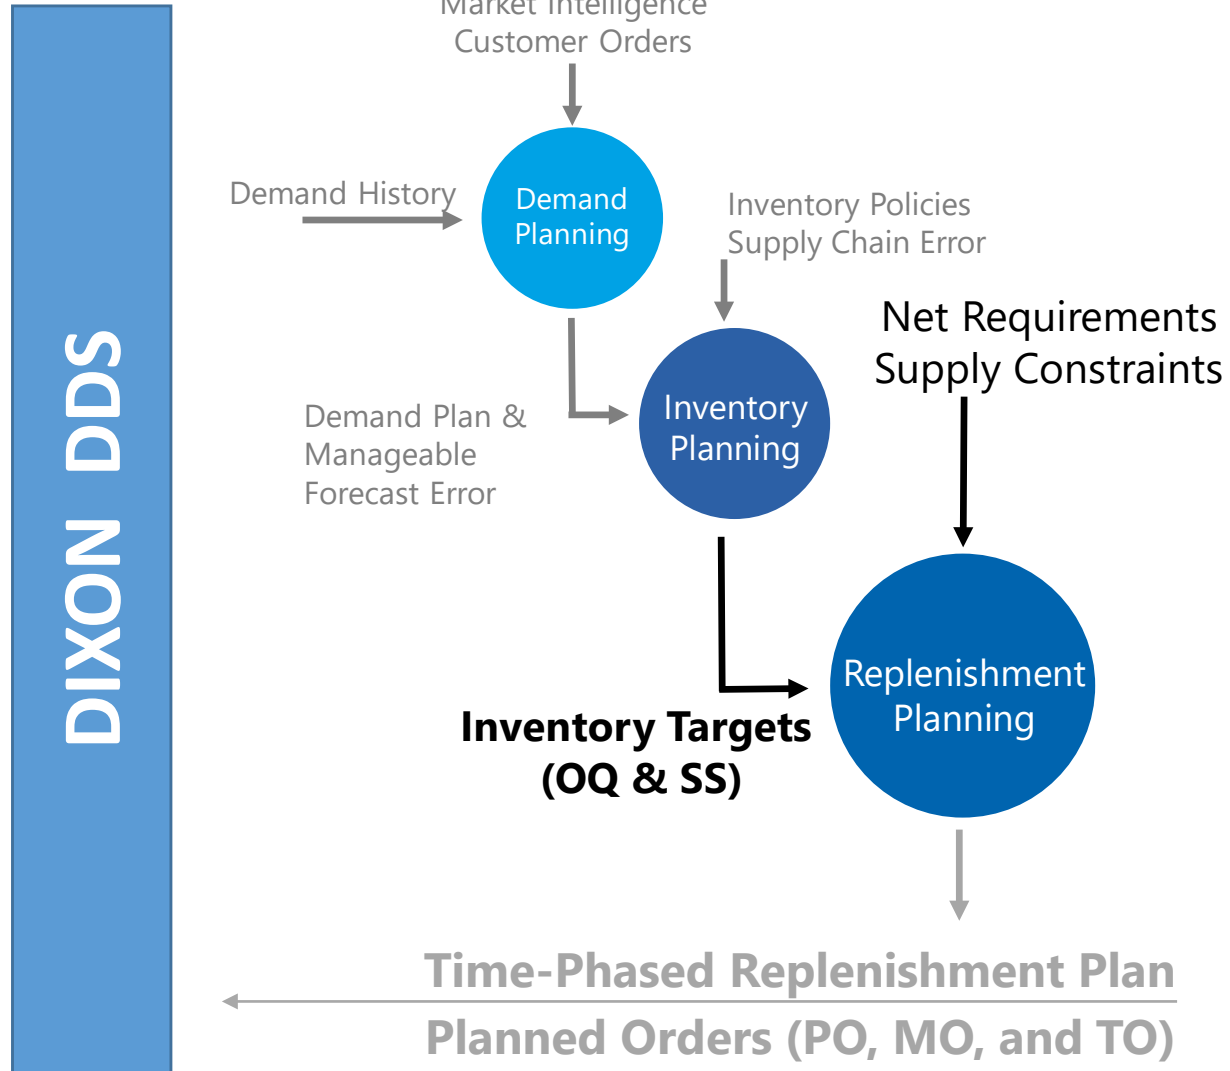 Market Intelligence
Customer Orders
Demand History
Demand
Planning
Inventory Policies
Supply Chain Error
Net Requirements
Supply Constraints
Demand Plan &
Manageable
Forecast Error
Inventory
Planning
Inventory Targets
(OQ & SS)
Replenishment
Planning
Time-Phased Replenishment Plan
Planned Orders (PO, MO, and TO)
DIXON DDS